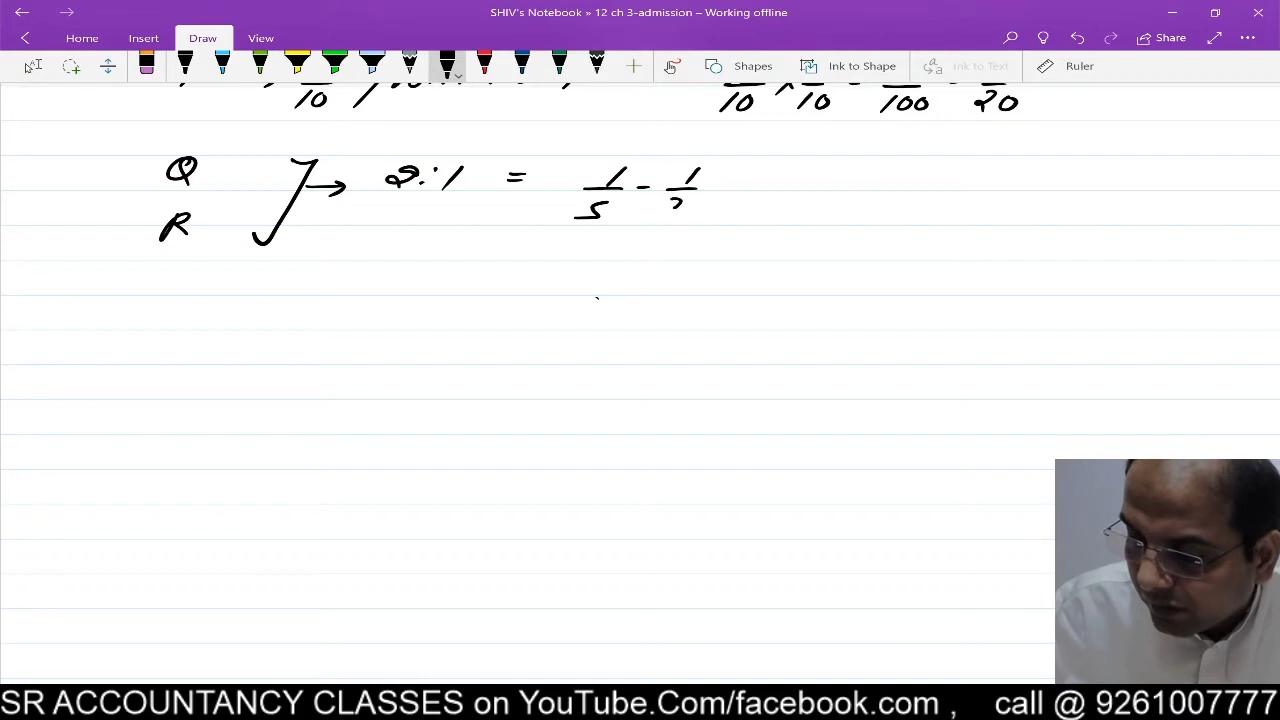 SHIV's Notebook » 12 ch 3-admission – Working offline
Home Insert Draw View Share
Shapes Ink to Shape Ink to Text Ruler
10 10 10 100 20
Q
R
2:1 = 1/5 - 1/2
SR ACCOUNTANCY CLASSES on YouTube.Com/facebook.com , call @ 9261007777